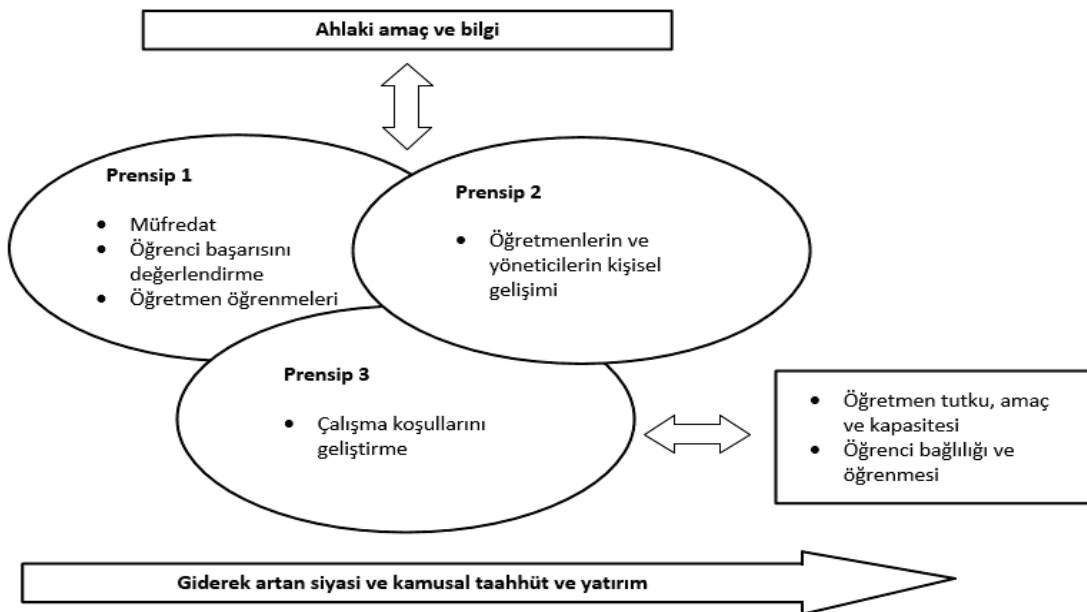 Ahlaki amaç ve bilgi
Prensip 1
• Müfredat
• Öğrenci başarısını
değerlendirme
• Öğretmen öğrenmeleri
Prensip 2
• Öğretmenlerin ve
yöneticilerin kişisel
gelişimi
Prensip 3
• Çalışma koşullarını
geliştirme
• Öğretmen tutku, amaç
ve kapasitesi
• Öğrenci bağlılığı ve
öğrenmesi
Giderek artan siyasi ve kamusal taahhüt ve yatırım